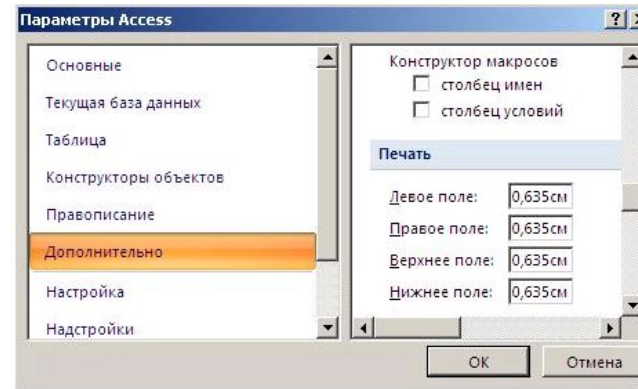 Параметры Access
Основные
Текущая база данных
Таблица
Конструкторы объектов
Правописание
Дополнительно
Настройка
Надстройки
Конструктор макросов
столбец имен
столбец условий
Печать
Левое поле: 0,635см
Правое поле: 0,635см
Верхнее поле: 0,635см
Нижнее поле: 0,635см
ОК
Отмена